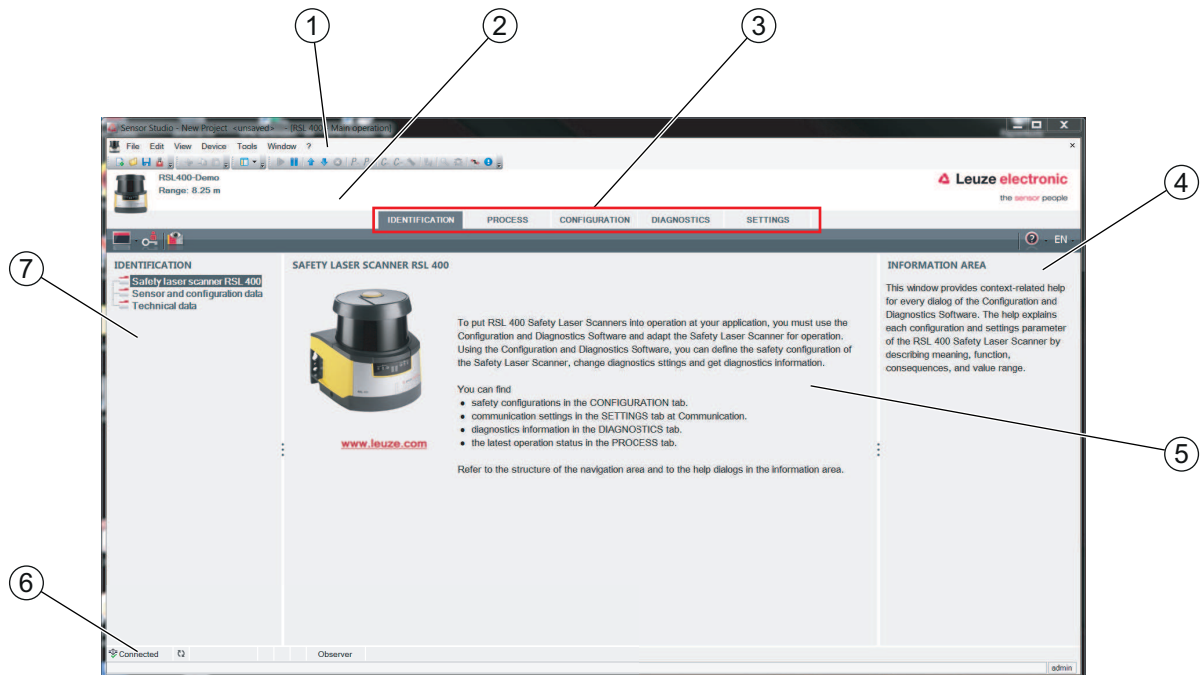 1
2
3
Sensor Studio - New Project <unsaved> - [RSL 400 - Main operation]
File Edit View Device Tools Window ?
RSL400-Demo
Range: 8.25 m
Leuze electronic
the sensor people
4
IDENTIFICATION PROCESS CONFIGURATION DIAGNOSTICS SETTINGS
EN
7
IDENTIFICATION
Safety laser scanner RSL 400
Sensor and configuration data
Technical data
SAFETY LASER SCANNER RSL 400
www.leuze.com
To put RSL 400 Safety Laser Scanners into operation at your application, you must use the
Configuration and Diagnostics Software and adapt the Safety Laser Scanner for operation.
Using the Configuration and Diagnostics Software, you can define the safety configuration of
the Safety Laser Scanner, change diagnostics sttings and get diagnostics information.
You can find
• safety configurations in the CONFIGURATION tab.
• communication settings in the SETTINGS tab at Communication.
• diagnostics information in the DIAGNOSTICS tab.
• the latest operation status in the PROCESS tab.
Refer to the structure of the navigation area and to the help dialogs in the information area.
INFORMATION AREA
This window provides context-related help
for every dialog of the Configuration and
Diagnostics Software. The help explains
each configuration and settings parameter
of the RSL 400 Safety Laser Scanner by
describing meaning, function,
consequences, and value range.
5
6
Connected
Observer
admin